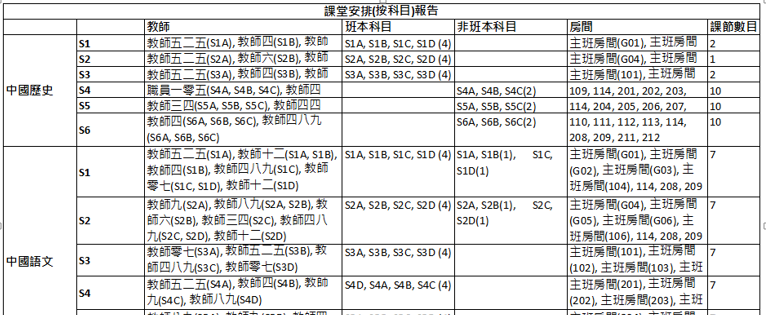 課堂安排(按科目)報告
教師 班本科目 非班本科目 房間 課節數目
中國歷史
S1 教師五二五(S1A), 教師四(S1B), 教師 S1A, S1B, S1C, S1D (4) 主班房間(G01), 主班房間 2
S2 教師五二五(S2A), 教師六(S2B), 教師 S2A, S2B, S2C, S2D (4) 主班房間(G04), 主班房間 1
S3 教師五二五(S3A), 教師四(S3B), 教師 S3A, S3B, S3C, S3D (4) 主班房間(101), 主班房間 2
S4 職員一零五(S4A, S4B, S4C), 教師四 S4A, S4B, S4C(2) 109, 114, 201, 202, 203, 10
S5 教師三四(S5A, S5B, S5C), 教師四四 S5A, S5B, S5C(2) 114, 204, 205, 206, 207, 10
S6 教師四(S6A, S6B, S6C), 教師四八九 S6A, S6B, S6C(2) 110, 111, 112, 113, 114, 10
(S6A, S6B, S6C) 208, 209, 211, 212
中國語文
S1 教師五二五(S1A), 教師十二(S1A, S1B), S1A, S1B, S1C, S1D (4) S1A, S1B(1), S1C, 主班房間(G01), 主班房間 7
教師四(S1B), 教師四八九(S1C), 教師 S1D(1) (G02), 主班房間(G03), 主
零七(S1C, S1D), 教師十二(S1D) 班房間(104), 114, 208, 209
S2 教師九(S2A), 教師八九(S2A, S2B), 教 S2A, S2B, S2C, S2D (4) S2A, S2B(1), S2C, 主班房間(G04), 主班房間 7
師六(S2B), 教師三四(S2C), 教師四八 S2D(1) (G05), 主班房間(G06), 主
九(S2C, S2D), 教師十二(S2D) 班房間(106), 114, 208, 209
S3 教師零七(S3A), 教師五二五(S3B), 教 S3A, S3B, S3C, S3D (4) 主班房間(101), 主班房間 7
師四八九(S3C), 教師零七(S3D) (102), 主班房間(103), 主班
S4 教師五二五(S4A), 教師四(S4B), 教師 S4D, S4A, S4B, S4C (4) 主班房間(201), 主班房間 7
九(S4C), 教師八九(S4D) (202), 主班房間(203), 主班